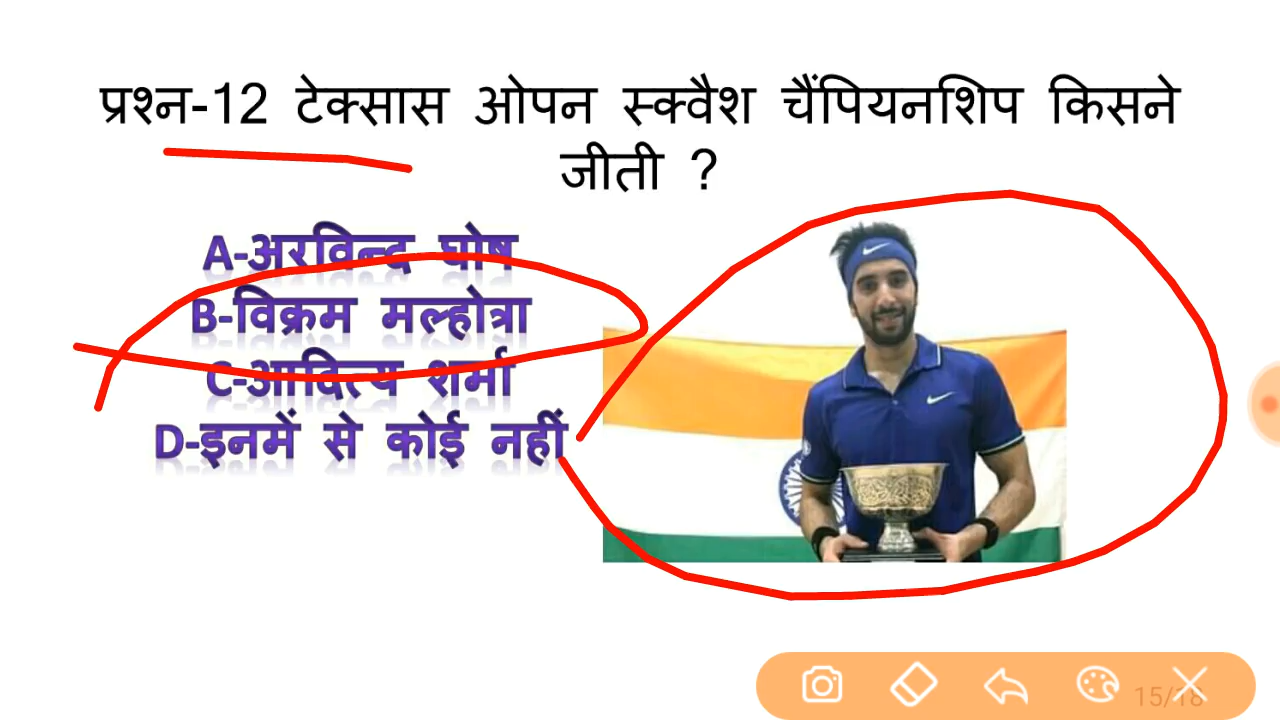 प्रश्न-12 टेक्सास ओपन स्क्वैश चैंपियनशिप किसने
जीती ?
A-अरविन्द घोष
B-विक्रम मल्होत्रा
C-आदित्य शर्मा
D-इनमें से कोई नहीं
15/18